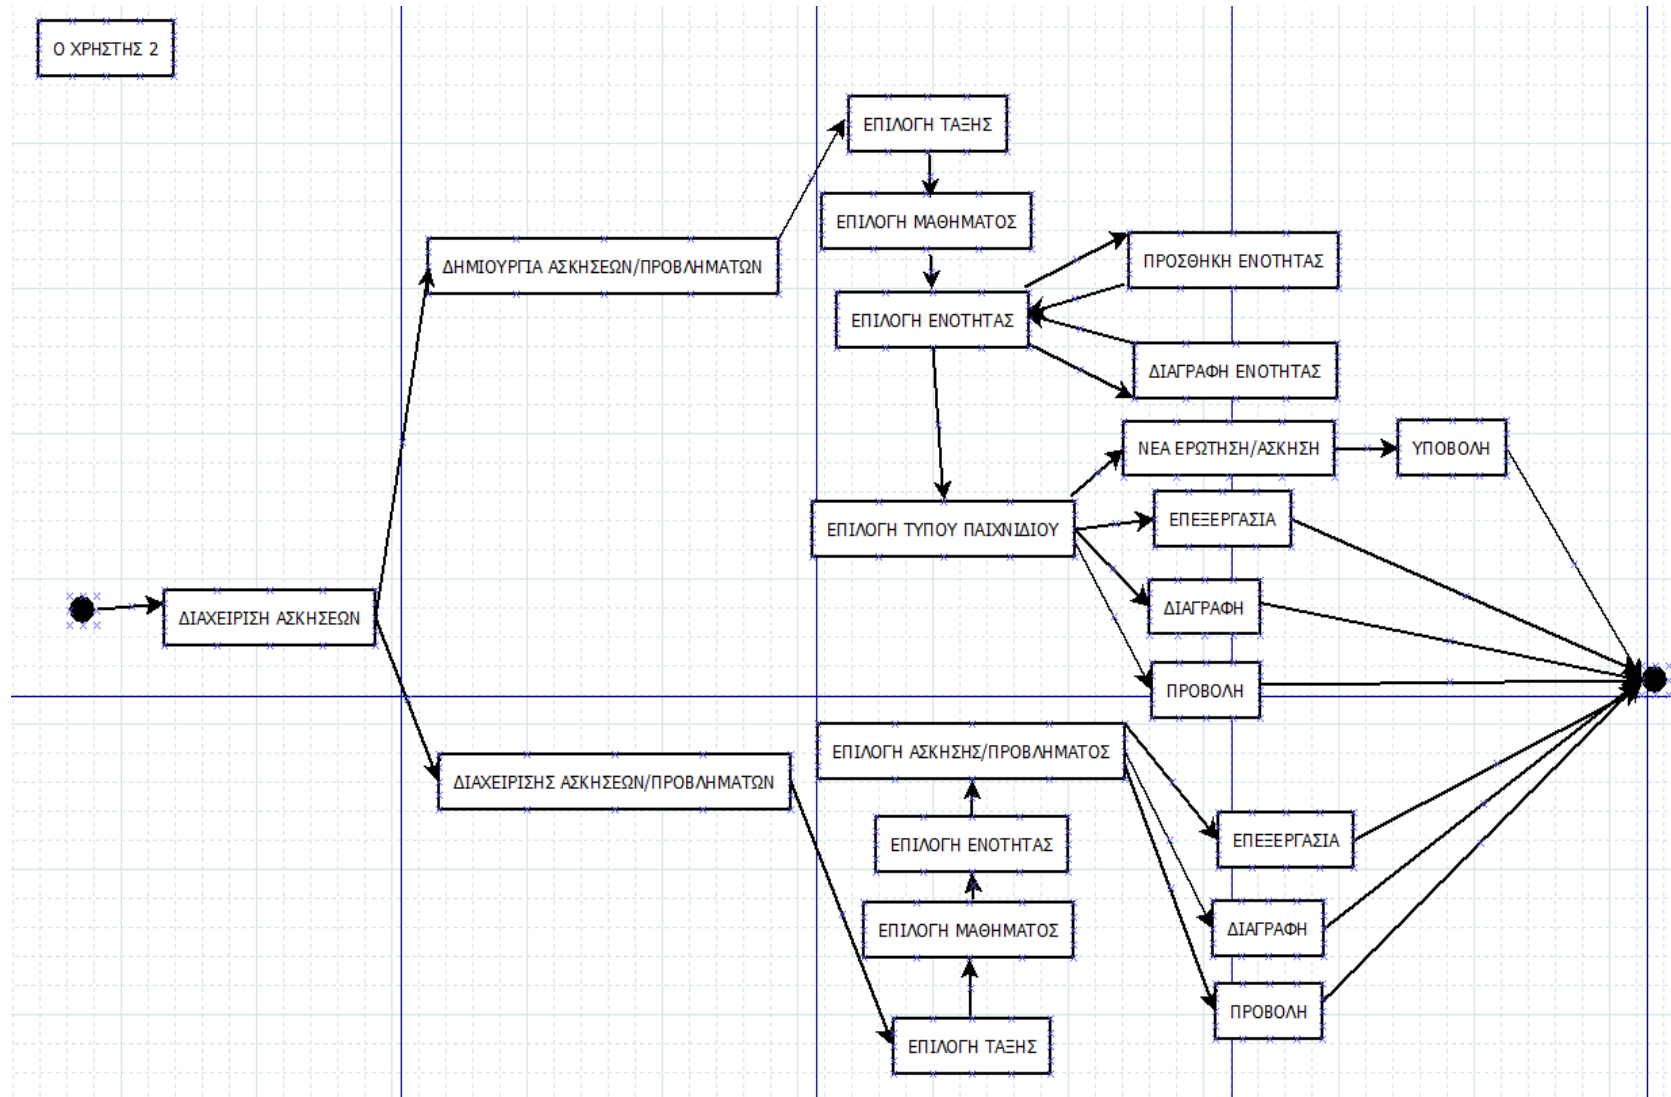 Ο ΧΡΗΣΤΗΣ 2
ΕΠΙΛΟΓΗ ΤΑΞΗΣ
ΕΠΙΛΟΓΗ ΜΑΘΗΜΑΤΟΣ
ΔΗΜΙΟΥΡΓΙΑ ΑΣΚΗΣΕΩΝ/ΠΡΟΒΛΗΜΑΤΩΝ
ΠΡΟΣΘΗΚΗ ΕΝΟΤΗΤΑΣ
ΕΠΙΛΟΓΗ ΕΝΟΤΗΤΑΣ
ΔΙΑΓΡΑΦΗ ΕΝΟΤΗΤΑΣ
ΝΕΑ ΕΡΩΤΗΣΗ/ΑΣΚΗΣΗ
ΥΠΟΒΟΛΗ
ΕΠΙΛΟΓΗ ΤΥΠΟΥ ΠΑΙΧΝΙΔΙΟΥ
ΕΠΕΞΕΡΓΑΣΙΑ
ΔΙΑΓΡΑΦΗ
ΔΙΑΧΕΙΡΙΣΗ ΑΣΚΗΣΕΩΝ
ΠΡΟΒΟΛΗ
ΕΠΙΛΟΓΗ ΑΣΚΗΣΗΣ/ΠΡΟΒΛΗΜΑΤΟΣ
ΔΙΑΧΕΙΡΙΣΗΣ ΑΣΚΗΣΕΩΝ/ΠΡΟΒΛΗΜΑΤΩΝ
ΕΠΙΛΟΓΗ ΕΝΟΤΗΤΑΣ
ΕΠΕΞΕΡΓΑΣΙΑ
ΕΠΙΛΟΓΗ ΜΑΘΗΜΑΤΟΣ
ΔΙΑΓΡΑΦΗ
ΠΡΟΒΟΛΗ
ΕΠΙΛΟΓΗ ΤΑΞΗΣ